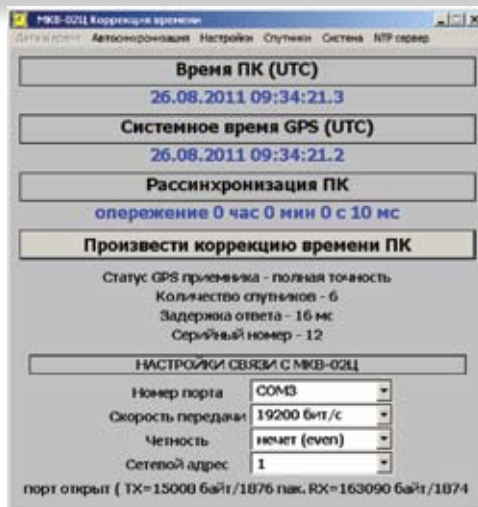 МКВ-02Ц Коррекция времени
Дата и время Автосинхронизация Настройки Спутники Система NTP сервер
Время ПК (UTC)
26.08.2011 09:34:21.3
Системное время GPS (UTC)
26.08.2011 09:34:21.2
Рассинхронизация ПК
опережение 0 час 0 мин 0 с 10 мс
Произвести коррекцию времени ПК
Статус GPS приемника - полная точность
Количество спутников - 6
Задержка ответа - 16 мс
Серийный номер - 12
НАСТРОЙКИ СВЯЗИ С МКВ-02Ц
Номер порта COM3
Скорость передачи 19200 бит/с
Четность нечет (even)
Сетевой адрес 1
порт открыт ( TX=15008 байт/1876 пак. RX=163090 байт/1874